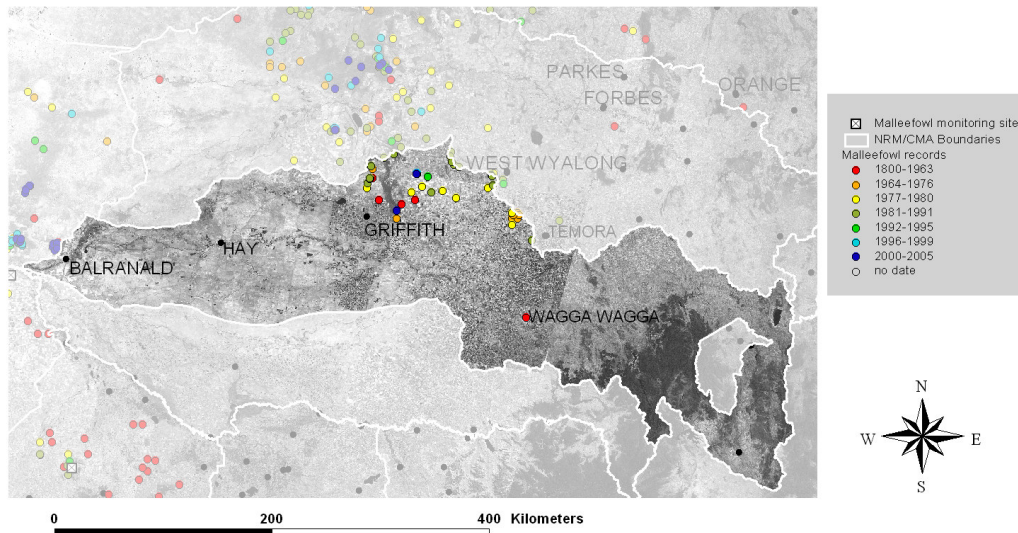 PARKES
FORBES
ORANGE
WEST WYALONG
GRIFFITH
TEMORA
HAY
BALRANALD
WAGGA WAGGA
Malleefowl monitoring site
NRM/CMA Boundaries
Malleefowl records
1800-1963
1964-1976
1977-1980
1981-1991
1992-1995
1996-1999
2000-2005
no date
N
W E
S
0 200 400 Kilometers